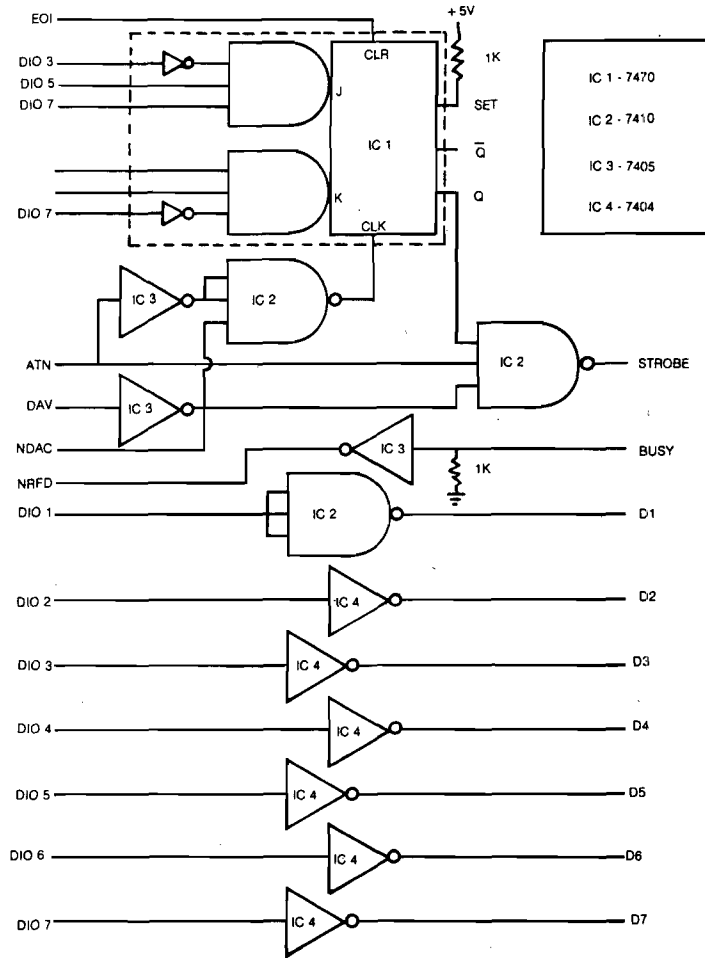 EOI
+ 5V
DIO 3
DIO 5
DIO 7
J
CLR
1K
SET
IC 1
Q̅
K
Q
DIO 7
CLK
IC 1 - 7470
IC 2 - 7410
IC 3 - 7405
IC 4 - 7404
IC 3
IC 2
ATN
IC 2
STROBE
DAV
IC 3
NDAC
IC 3
BUSY
NRFD
1K
DIO 1
IC 2
D1
DIO 2
IC 4
D2
DIO 3
IC 4
D3
DIO 4
IC 4
D4
DIO 5
IC 4
D5
DIO 6
IC 4
D6
DIO 7
IC 4
D7